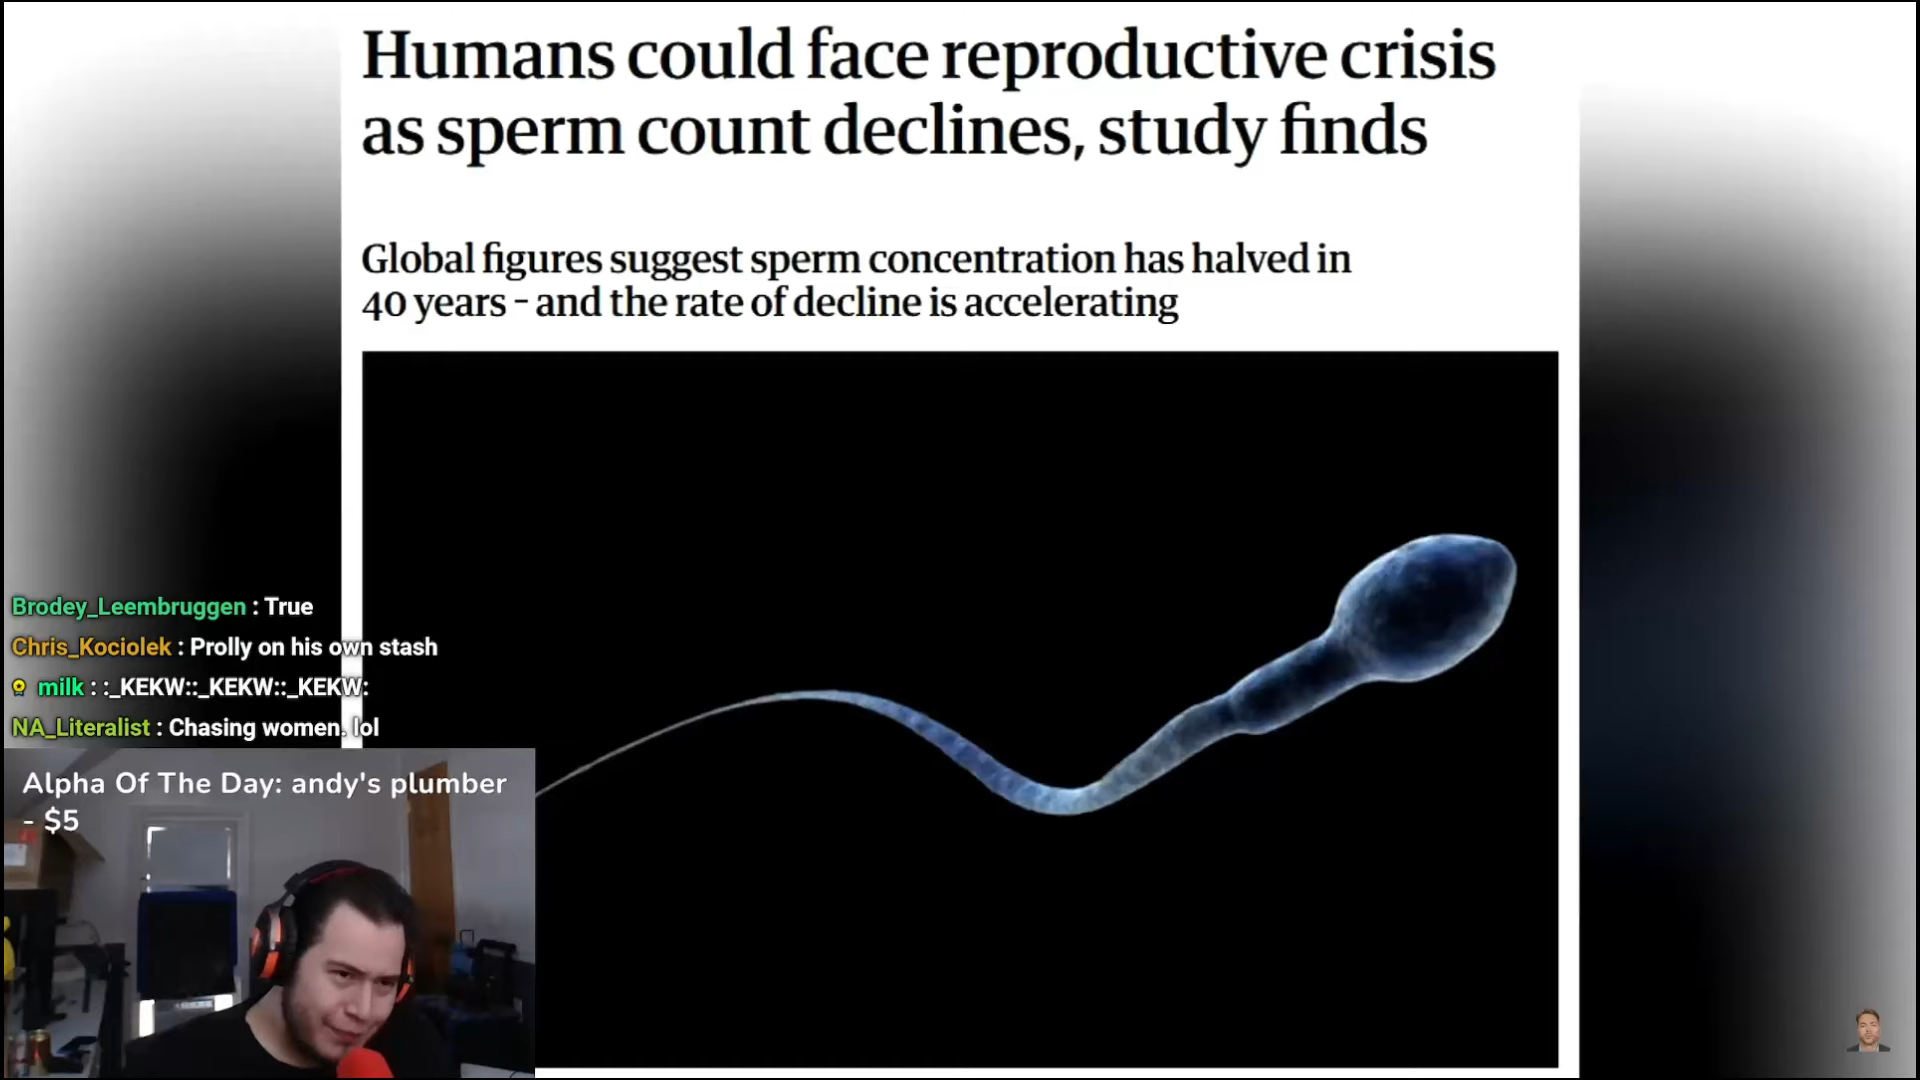 Humans could face reproductive crisis
as sperm count declines, study finds
Global figures suggest sperm concentration has halved in
40 years – and the rate of decline is accelerating
Brodey_Leembruggen : True
Chris_Kociolek : Prolly on his own stash
milk : :_KEKW::_KEKW::_KEKW:
NA_Literalist : Chasing women. lol
Alpha Of The Day: andy's plumber
- $5